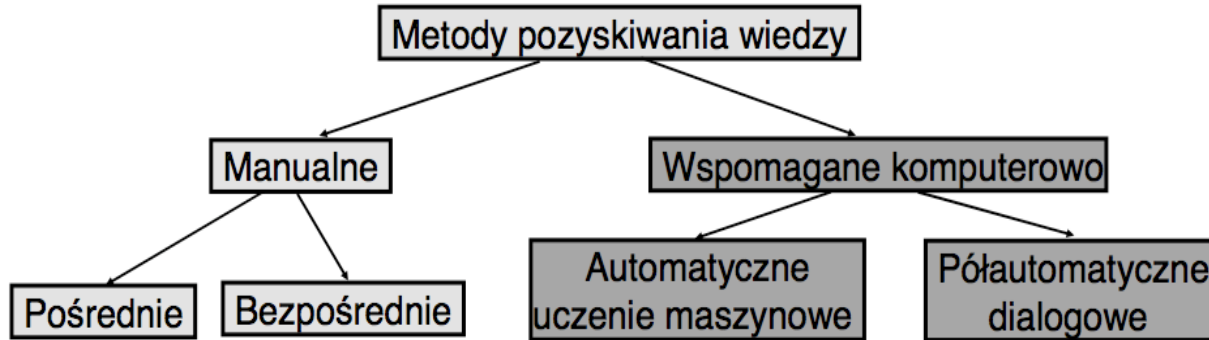 Metody pozyskiwania wiedzy
Manualne
Wspomagane komputerowo
Pośrednie
Bezpośrednie
Automatyczne
uczenie maszynowe
Półautomatyczne
dialogowe